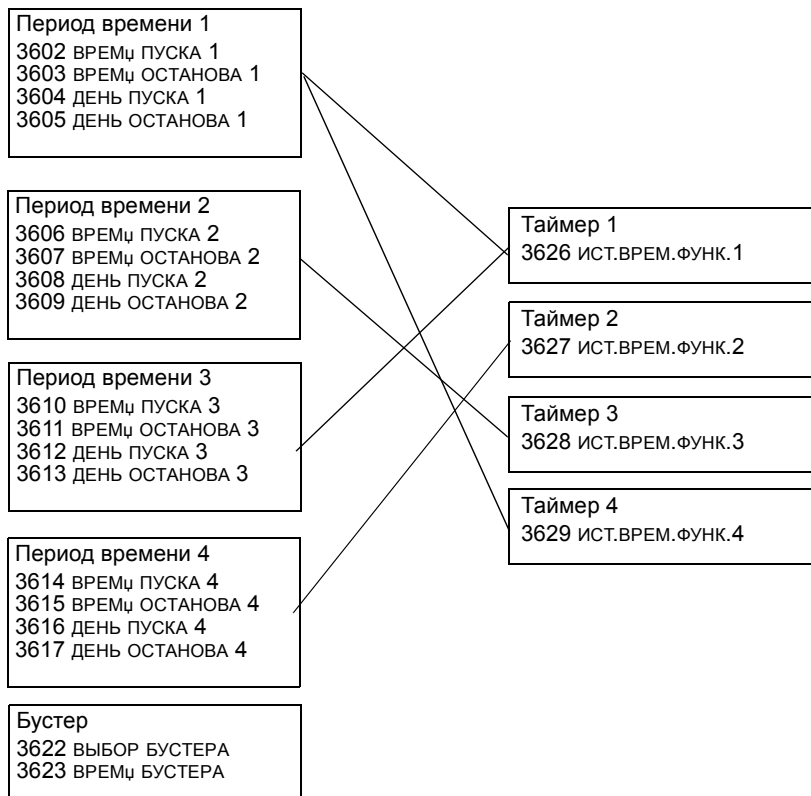 Период времени 1
3602 ВРЕМџ ПУСКА 1
3603 ВРЕМџ ОСТАНОВА 1
3604 ДЕНЬ ПУСКА 1
3605 ДЕНЬ ОСТАНОВА 1
Период времени 2
3606 ВРЕМџ ПУСКА 2
3607 ВРЕМџ ОСТАНОВА 2
3608 ДЕНЬ ПУСКА 2
3609 ДЕНЬ ОСТАНОВА 2
Период времени 3
3610 ВРЕМџ ПУСКА 3
3611 ВРЕМџ ОСТАНОВА 3
3612 ДЕНЬ ПУСКА 3
3613 ДЕНЬ ОСТАНОВА 3
Период времени 4
3614 ВРЕМџ ПУСКА 4
3615 ВРЕМџ ОСТАНОВА 4
3616 ДЕНЬ ПУСКА 4
3617 ДЕНЬ ОСТАНОВА 4
Бустер
3622 ВЫБОР БУСТЕРА
3623 ВРЕМџ БУСТЕРА
Таймер 1
3626 ИСТ.ВРЕМ.ФУНК.1
Таймер 2
3627 ИСТ.ВРЕМ.ФУНК.2
Таймер 3
3628 ИСТ.ВРЕМ.ФУНК.3
Таймер 4
3629 ИСТ.ВРЕМ.ФУНК.4